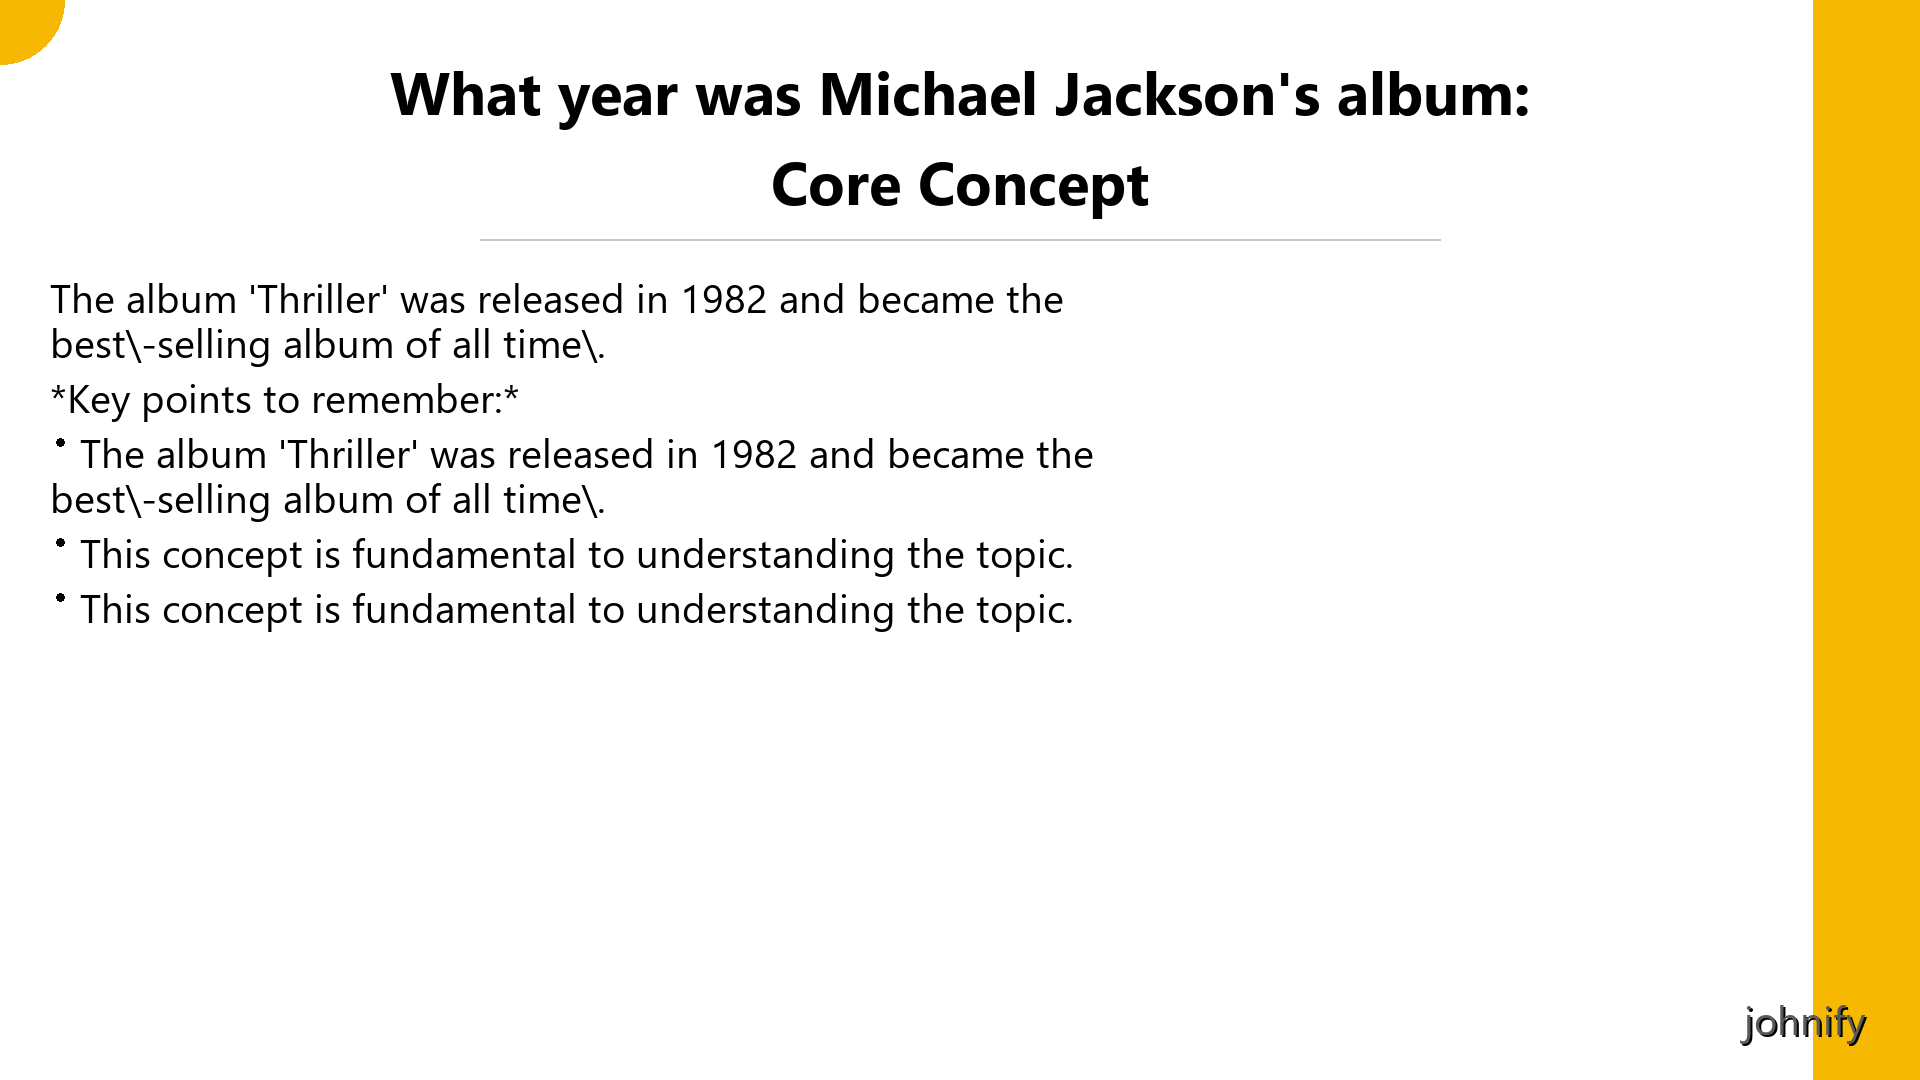 What year was Michael Jackson's album:
Core Concept
The album 'Thriller' was released in 1982 and became the
best\-selling album of all time\.
*Key points to remember:*
• The album 'Thriller' was released in 1982 and became the
best\-selling album of all time\.
• This concept is fundamental to understanding the topic.
• This concept is fundamental to understanding the topic.
johnify